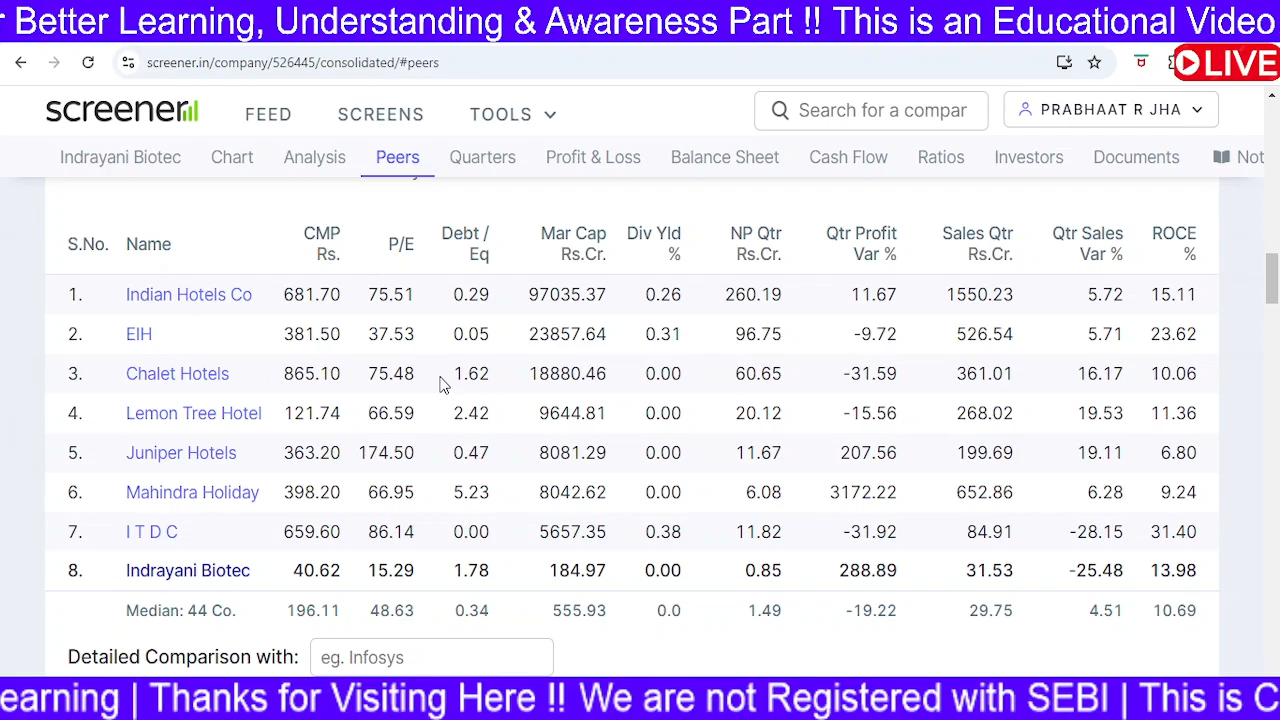 r Better Learning, Understanding & Awareness Part !! This is an Educational Video
screener.in/company/526445/consolidated/#peers
LIVE
screener FEED SCREENS TOOLS Search for a compar PRABHAAT R JHA
Indrayani Biotec Chart Analysis Peers Quarters Profit & Loss Balance Sheet Cash Flow Ratios Investors Documents Not
S.No. Name CMP Rs. P/E Debt / Eq Mar Cap Rs.Cr. Div Yld % NP Qtr Rs.Cr. Qtr Profit Var % Sales Qtr Rs.Cr. Qtr Sales Var % ROCE %
1. Indian Hotels Co 681.70 75.51 0.29 97035.37 0.26 260.19 11.67 1550.23 5.72 15.11
2. EIH 381.50 37.53 0.05 23857.64 0.31 96.75 -9.72 526.54 5.71 23.62
3. Chalet Hotels 865.10 75.48 1.62 18880.46 0.00 60.65 -31.59 361.01 16.17 10.06
4. Lemon Tree Hotel 121.74 66.59 2.42 9644.81 0.00 20.12 -15.56 268.02 19.53 11.36
5. Juniper Hotels 363.20 174.50 0.47 8081.29 0.00 11.67 207.56 199.69 19.11 6.80
6. Mahindra Holiday 398.20 66.95 5.23 8042.62 0.00 6.08 3172.22 652.86 6.28 9.24
7. I T D C 659.60 86.14 0.00 5657.35 0.38 11.82 -31.92 84.91 -28.15 31.40
8. Indrayani Biotec 40.62 15.29 1.78 184.97 0.00 0.85 288.89 31.53 -25.48 13.98
Median: 44 Co. 196.11 48.63 0.34 555.93 0.0 1.49 -19.22 29.75 4.51 10.69
Detailed Comparison with: eg. Infosys
earning | Thanks for Visiting Here !! We are not Registered with SEBI | This is C